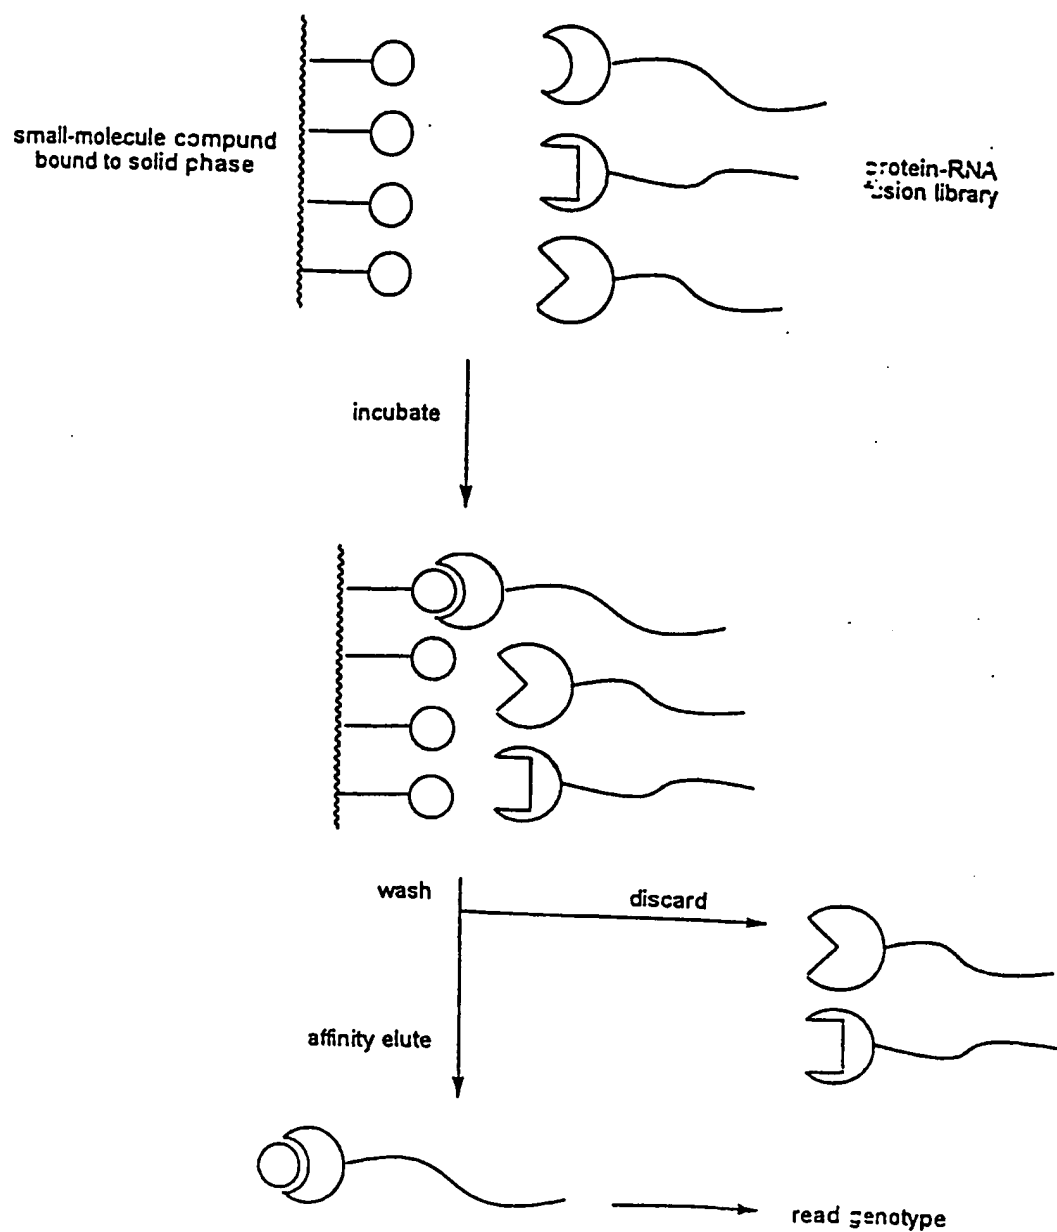 small-molecule compund
bound to solid phase
protein-RNA
fusion library
incubate
wash
discard
affinity elute
read genotype